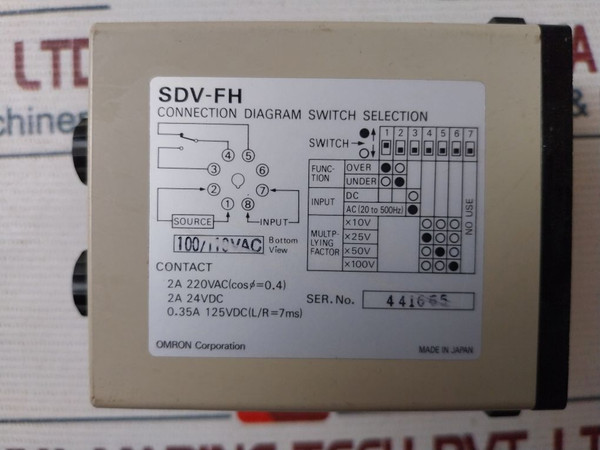 LTD
chines
A
&
SDV-FH
CONNECTION DIAGRAM SWITCH SELECTION
SWITCH→ 1 2 3 4 5 6 7
4 5
3 6
2 7
1 8
SOURCE INPUT
100/110VAC Bottom View
FUNC-TION OVER
UNDER
INPUT DC
AC (20 to 500Hz)
MULTP-LYING FACTOR ×10V
×25V
×50V
×100V
NO USE
CONTACT
2A 220VAC(cosϕ=0.4)
2A 24VDC
0.35A 125VDC(L/R=7ms)
SER. No. 441665
OMRON Corporation
MADE IN JAPAN